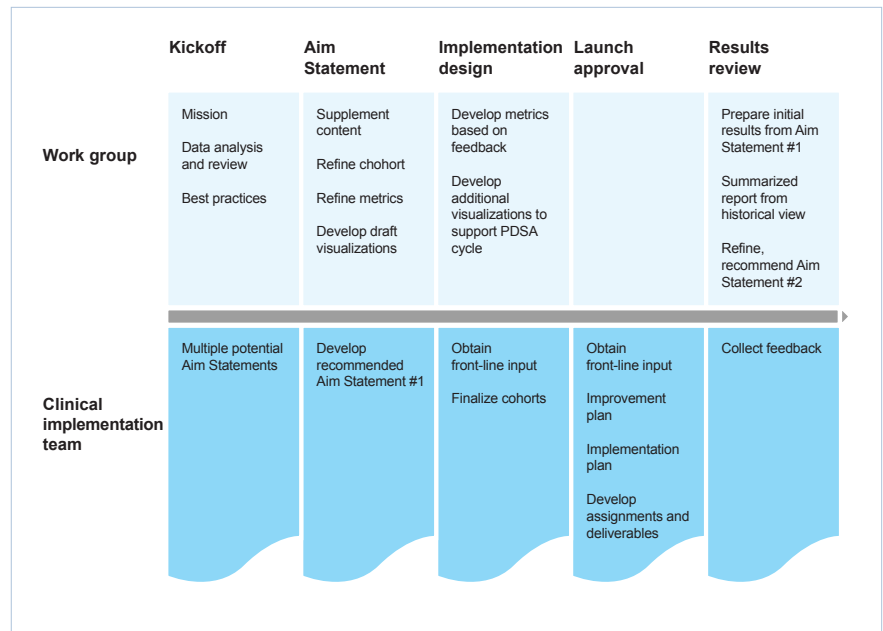 Kickoff
Aim
Statement
Implementation
design
Launch
approval
Results
review
Work group
Mission
Data analysis
and review
Best practices
Supplement
content
Refine chohort
Refine metrics
Develop draft
visualizations
Develop metrics
based on
feedback
Develop
additional
visualizations to
support PDSA
cycle
Prepare initial
results from Aim
Statement #1
Summarized
report from
historical view
Refine,
recommend Aim
Statement #2
Clinical
implementation
team
Multiple potential
Aim Statements
Develop
recommended
Aim Statement #1
Obtain
front-line input
Finalize cohorts
Obtain
front-line input
Improvement
plan
Implementation
plan
Develop
assignments and
deliverables
Collect feedback